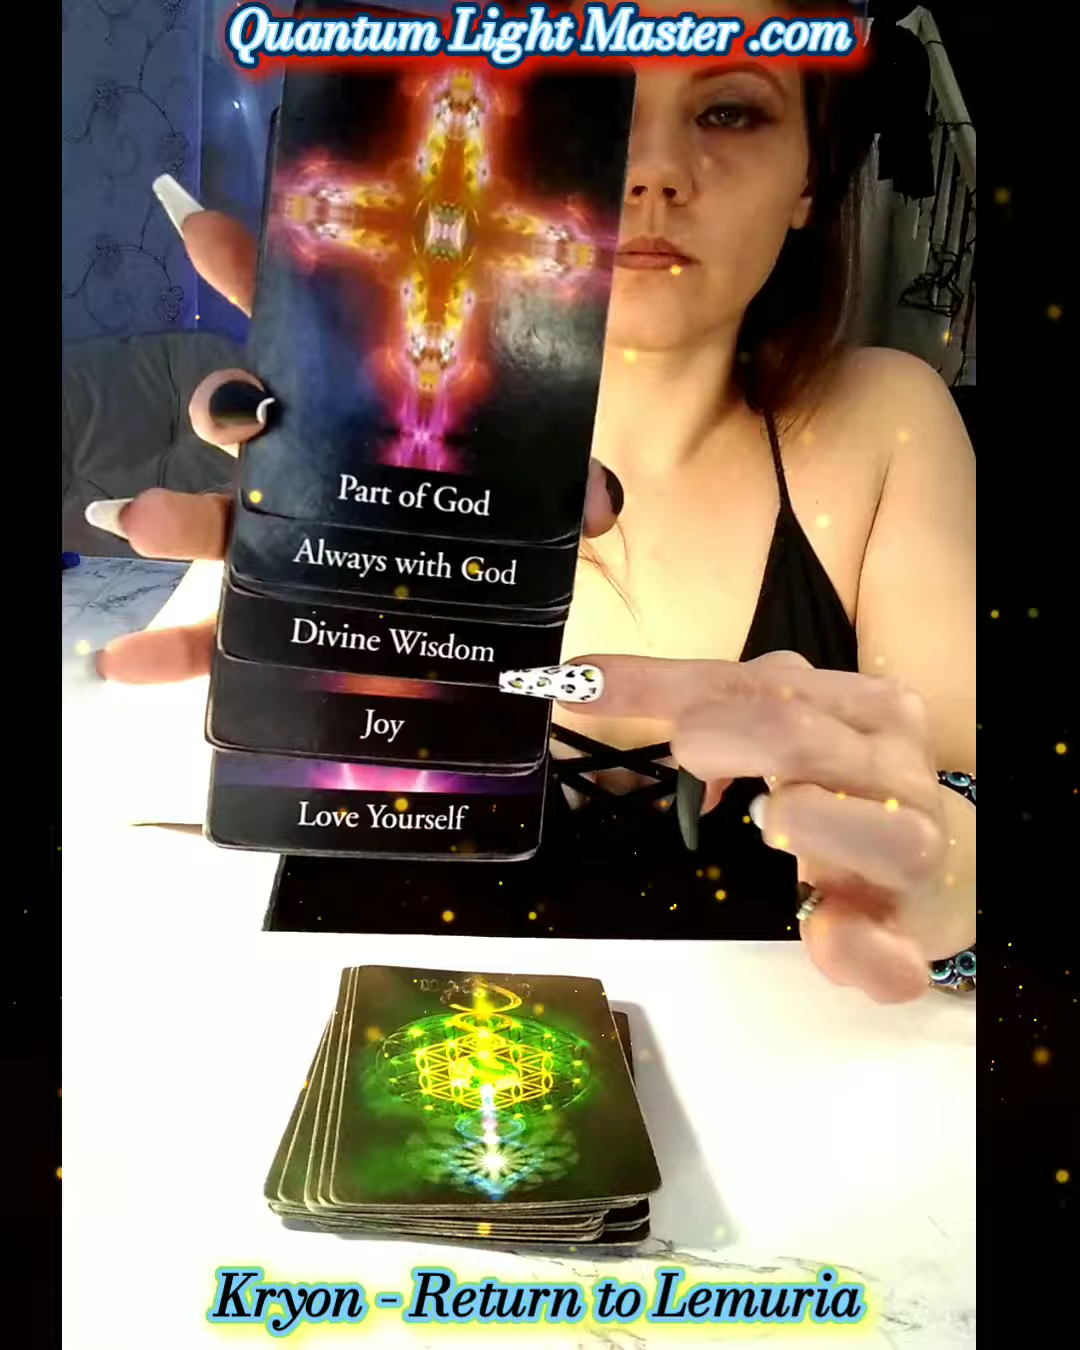 Quantum Light Master .com
Part of God
Always with God
Divine Wisdom
Joy
Love Yourself
Kryon - Return to Lemuria